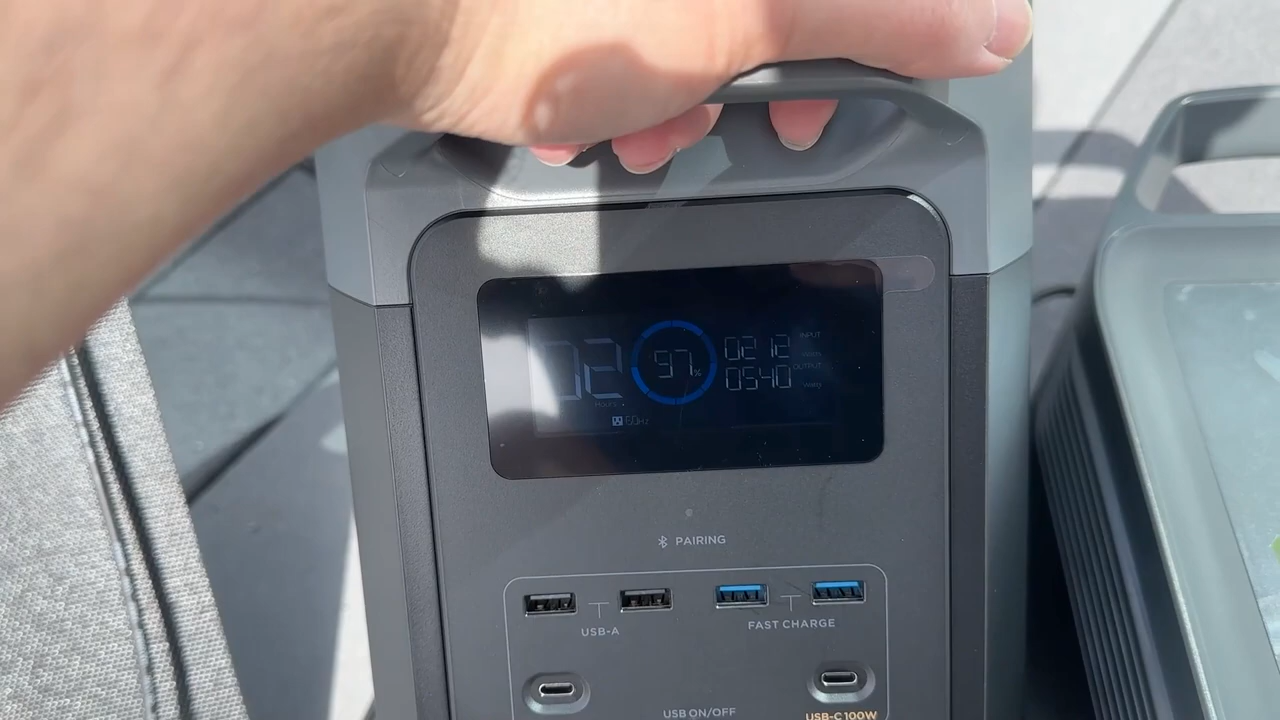 02
HOURS
97%
0212
INPUT
Watts
0540
OUTPUT
Watts
60Hz
PAIRING
USB-A
FAST CHARGE
USB ON/OFF
USB-C 100W